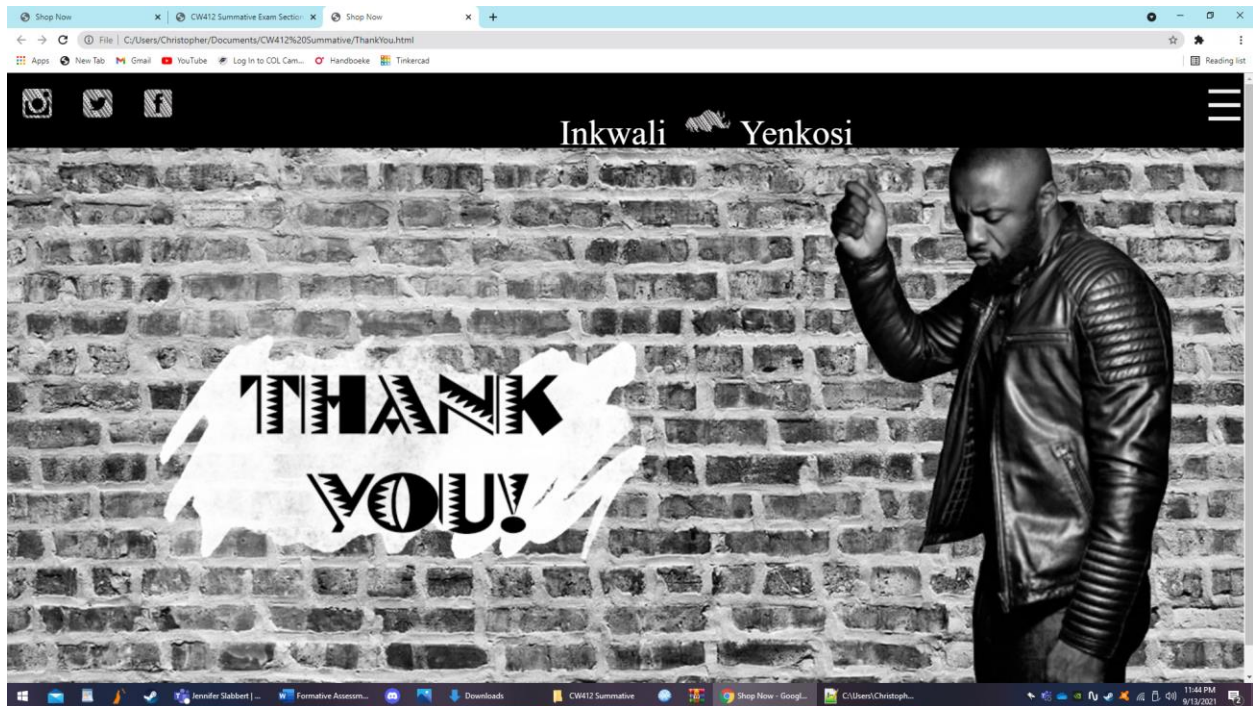 Shop Now
CW412 Summative Exam Section
Shop Now
File | C:/Users/Christopher/Documents/CW412%20Summative/ThankYou.html
Apps New Tab Gmail YouTube Log In to COL Cam... Handboeke Tinkercad Reading list
Inkwali Yenkosi
THANK
YOU!
Jennifer Slabbert | ... Formative Assessm... Downloads CW412 Summative Shop Now - Googl... C:\Users\Christoph...
11:44 PM
9/13/2021